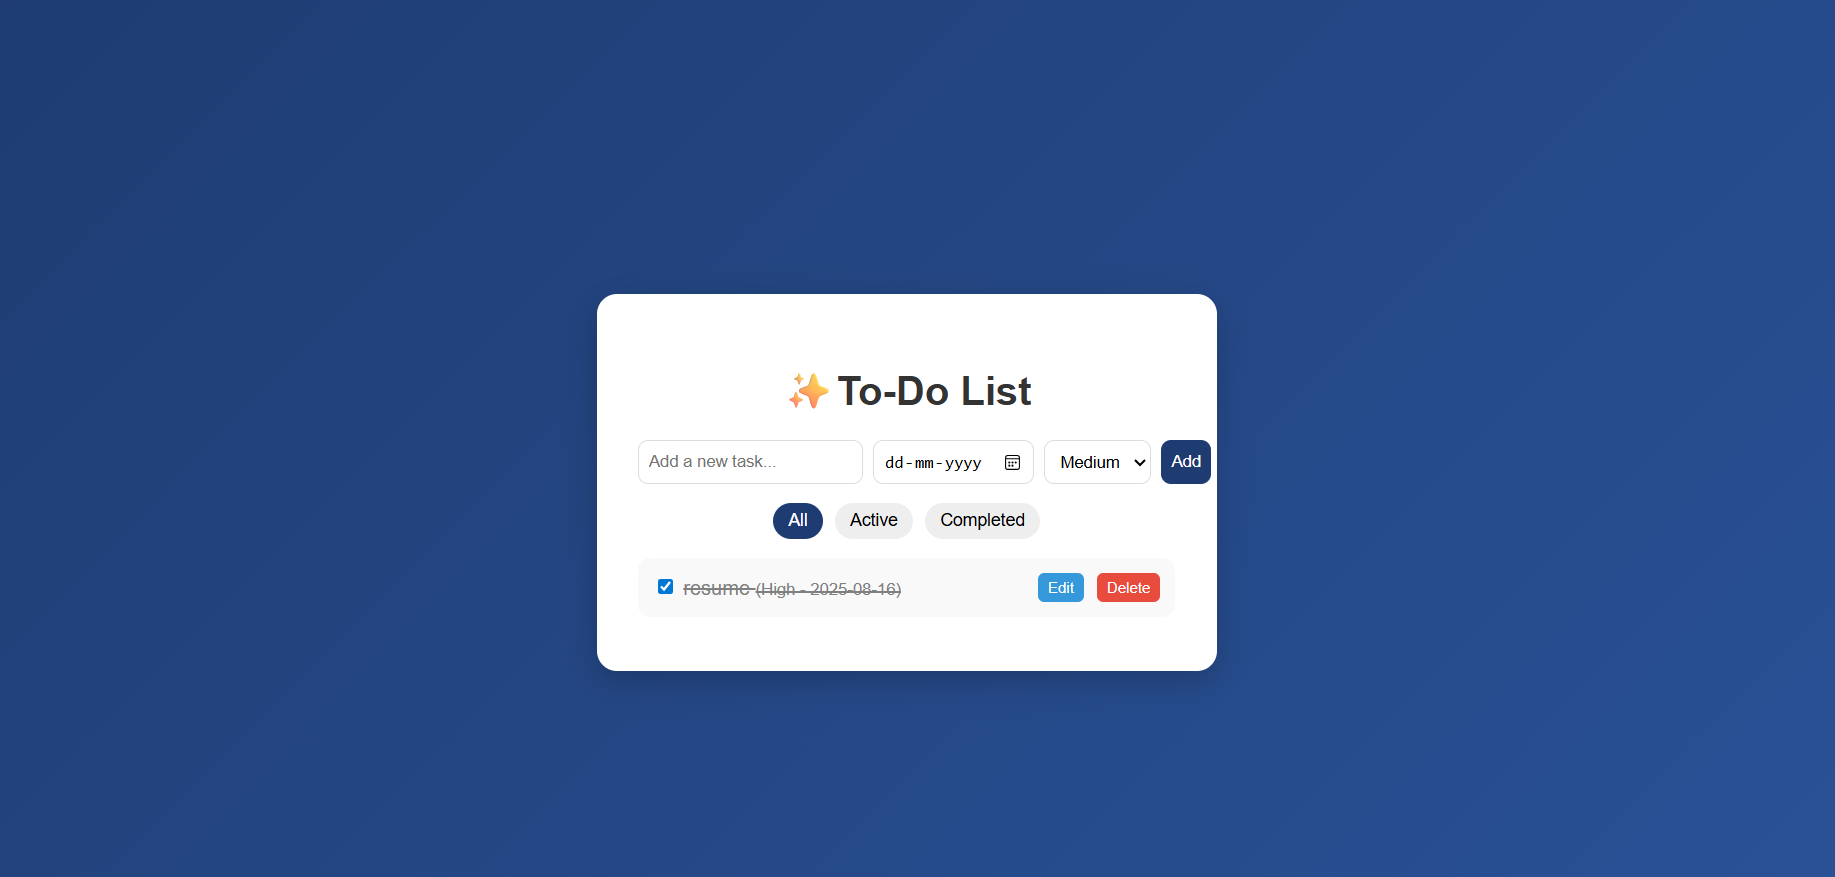 ✨ To-Do List
Add a new task... dd-mm-yyyy Medium Add
All Active Completed
resume (High - 2025-08-16) Edit Delete